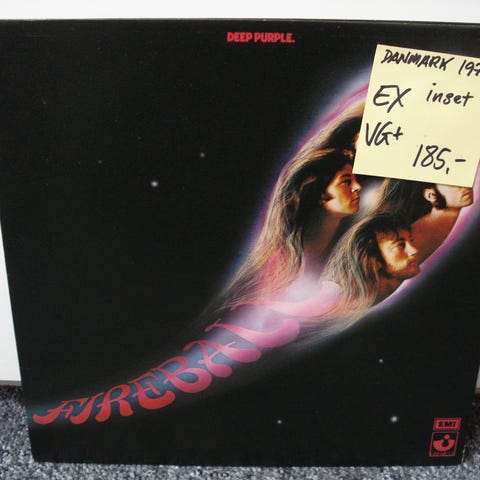 DEEP PURPLE.
DANMARK 197
EX inset
VG+
185,-
FIREBALL
EMI